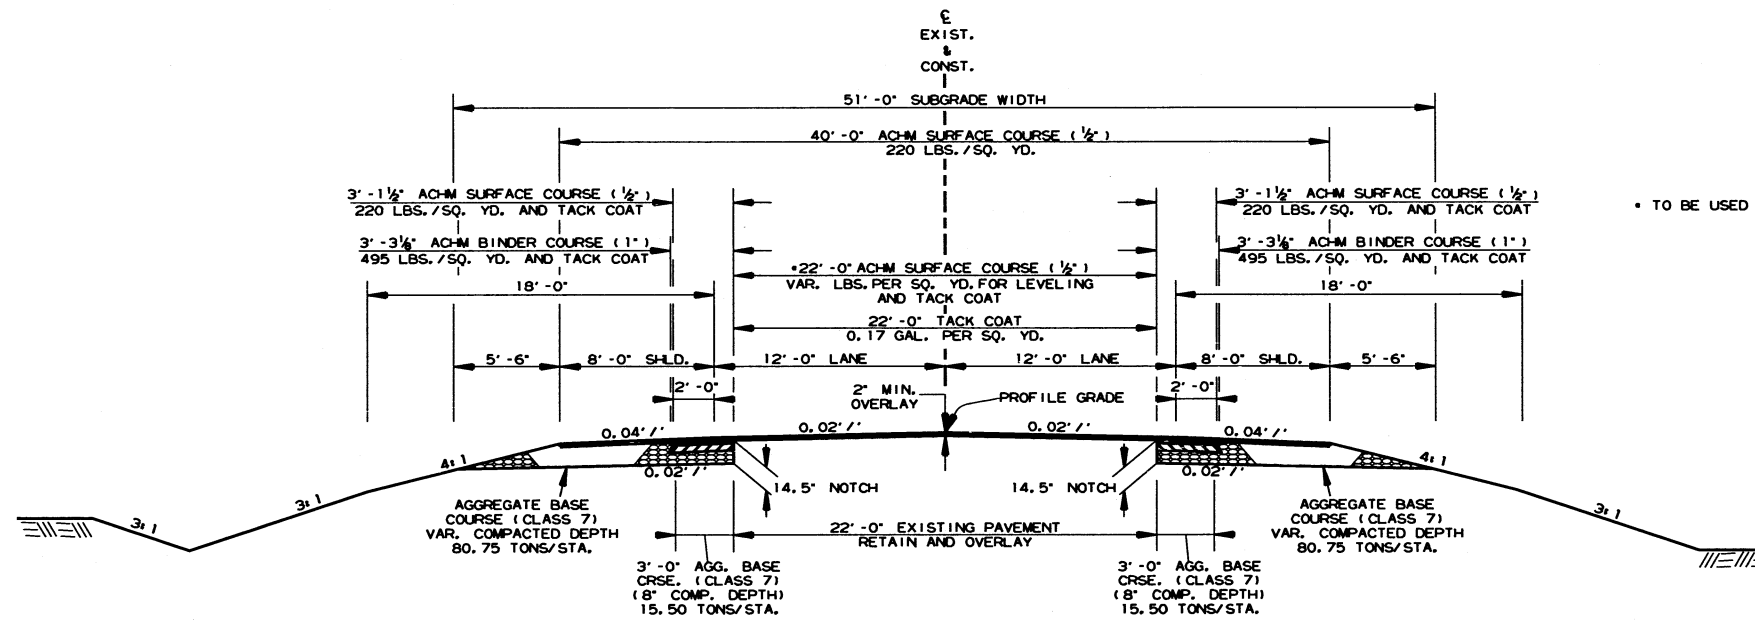 ℄
EXIST.
&
CONST.
51'-0" SUBGRADE WIDTH
40'-0" ACHM SURFACE COURSE (½")
220 LBS./SQ. YD.
3'-1½" ACHM SURFACE COURSE (½")
220 LBS./SQ. YD. AND TACK COAT
3'-1½" ACHM SURFACE COURSE (½")
220 LBS./SQ. YD. AND TACK COAT
• TO BE USED
3'-3⅛" ACHM BINDER COURSE (1")
495 LBS./SQ. YD. AND TACK COAT
3'-3⅛" ACHM BINDER COURSE (1")
495 LBS./SQ. YD. AND TACK COAT
•22'-0" ACHM SURFACE COURSE (½")
VAR. LBS. PER SQ. YD. FOR LEVELING
AND TACK COAT
18'-0"
18'-0"
22'-0" TACK COAT
0.17 GAL. PER SQ. YD.
5'-6"
8'-0" SHLD.
12'-0" LANE
12'-0" LANE
8'-0" SHLD.
5'-6"
2'-0"
2" MIN.
OVERLAY
PROFILE GRADE
2'-0"
0.04'/'
0.02'/'
0.02'/'
0.04'/'
4:1
0.02'/'
0.02'/'
4:1
14.5" NOTCH
14.5" NOTCH
3:1
3:1
3:1
AGGREGATE BASE
COURSE (CLASS 7)
VAR. COMPACTED DEPTH
80.75 TONS/STA.
22'-0" EXISTING PAVEMENT
RETAIN AND OVERLAY
AGGREGATE BASE
COURSE (CLASS 7)
VAR. COMPACTED DEPTH
80.75 TONS/STA.
3'-0" AGG. BASE
CRSE. (CLASS 7)
(8" COMP. DEPTH)
15.50 TONS/STA.
3'-0" AGG. BASE
CRSE. (CLASS 7)
(8" COMP. DEPTH)
15.50 TONS/STA.